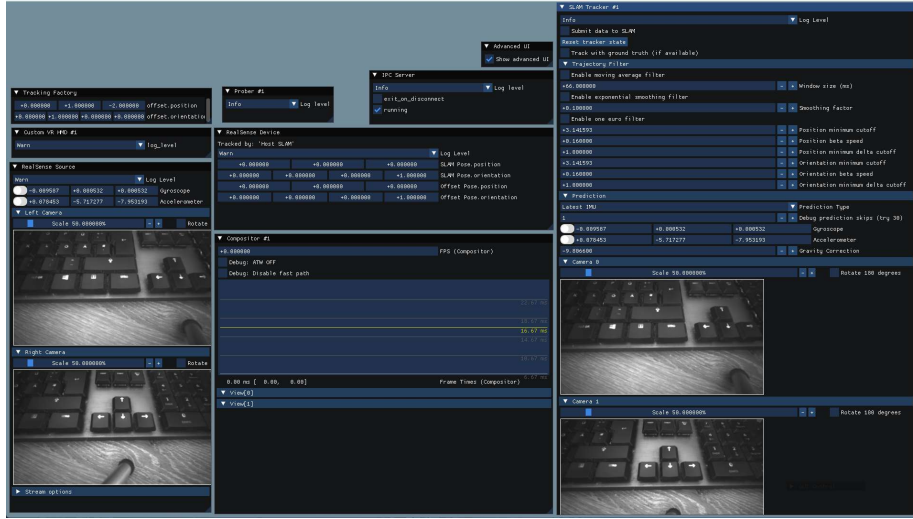 ▼ Tracking Factory
+0.000000 +1.000000 -2.000000 offset.position
+0.000000 +1.000000 +0.000000 +0.000000 offset.orientation
▼ Custom VR HMD #1
Warn ▼ log_level
▼ RealSense Source
Warn ▼ Log Level
-0.009587 +0.000532 +0.000532 Gyroscope
+0.078453 -5.717277 -7.953193 Accelerometer
▼ Left Camera
Scale 50.000000% - + Rotate
▼ Right Camera
Scale 50.000000% - + Rotate
▶ Stream options
▼ Prober #1
Info ▼ Log level
▼ Advanced UI
Show advanced UI
▼ IPC Server
Info ▼ Log level
exit_on_disconnect
running
▼ RealSense Device
Tracked by: 'Host SLAM'
Warn ▼ Log Level
+0.000000 +0.000000 +0.000000 SLAM Pose.position
+0.000000 +0.000000 +0.000000 +1.000000 SLAM Pose.orientation
+0.000000 +0.000000 +0.000000 Offset Pose.position
+0.000000 +0.000000 +0.000000 +1.000000 Offset Pose.orientation
▼ Compositor #1
+0.000000 FPS (Compositor)
Debug: ATW OFF
Debug: Disable fast path
16.67 ms
14.67 ms
6.67 ms
0.00 ms [ 0.00, 0.00] Frame Times (Compositor)
▼ View[0]
▼ View[1]
▼ SLAM Tracker #1
Info ▼ Log Level
Submit data to SLAM
Reset tracker state
Track with ground truth (if available)
▼ Trajectory Filter
Enable moving average filter
+66.000000 - + Window size (ms)
Enable exponential smoothing filter
+0.100000 - + Smoothing factor
Enable one euro filter
+3.141593 - + Position minimum cutoff
+0.160000 - + Position beta speed
+1.000000 - + Position minimum delta cutoff
+3.141593 - + Orientation minimum cutoff
+0.160000 - + Orientation beta speed
+1.000000 - + Orientation minimum delta cutoff
▼ Prediction
Latest IMU ▼ Prediction Type
1 - + Debug prediction skips (try 30)
-0.009587 +0.000532 +0.000532 Gyroscope
+0.078453 -5.717277 -7.953193 Accelerometer
-9.806600 - + Gravity Correction
▼ Camera 0
Scale 50.000000% - + Rotate 180 degrees
▼ Camera 1
Scale 50.000000% - + Rotate 180 degrees